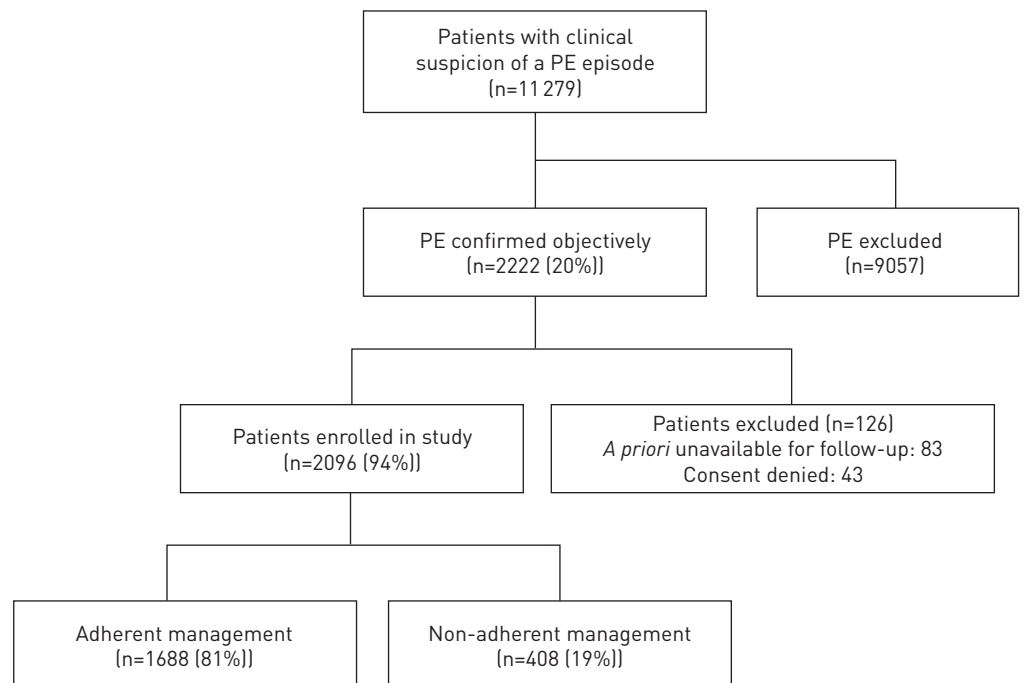 Patients with clinical
suspicion of a PE episode
(n=11 279)
PE confirmed objectively
(n=2222 (20%))
PE excluded
(n=9057)
Patients enrolled in study
(n=2096 (94%))
Patients excluded (n=126)
A priori unavailable for follow-up: 83
Consent denied: 43
Adherent management
(n=1688 (81%))
Non-adherent management
(n=408 (19%))